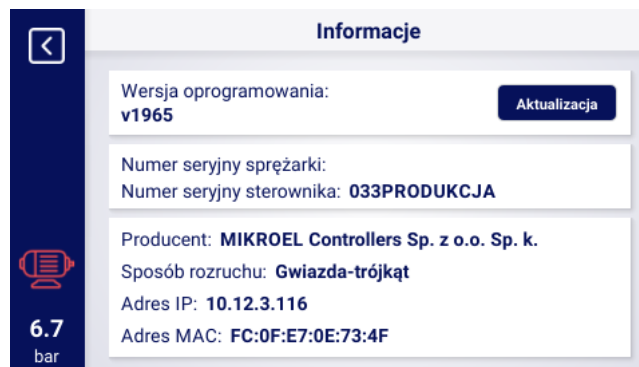 Informacje
Wersja oprogramowania:
v1965
Aktualizacja
Numer seryjny sprężarki:
Numer seryjny sterownika: 033PRODUKCJA
Producent: MIKROEL Controllers Sp. z o.o. Sp. k.
Sposób rozruchu: Gwiazda-trójkąt
Adres IP: 10.12.3.116
Adres MAC: FC:0F:E7:0E:73:4F
6.7
bar